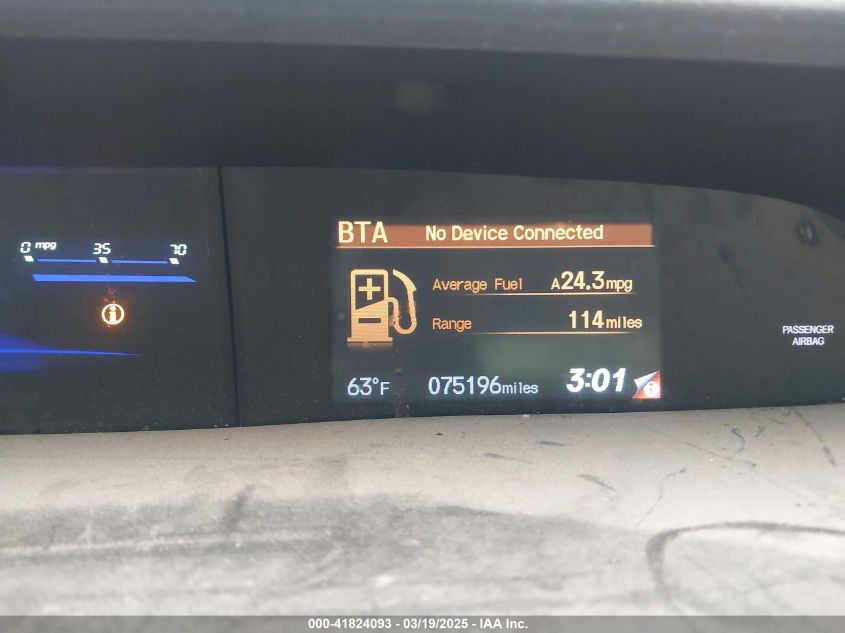 0 mpg 35 70
BTA No Device Connected
Average Fuel A24.3mpg
Range 114miles
63°F 075196miles 3:01
PASSENGER
AIRBAG
000-41824093 - 03/19/2025 - IAA Inc.